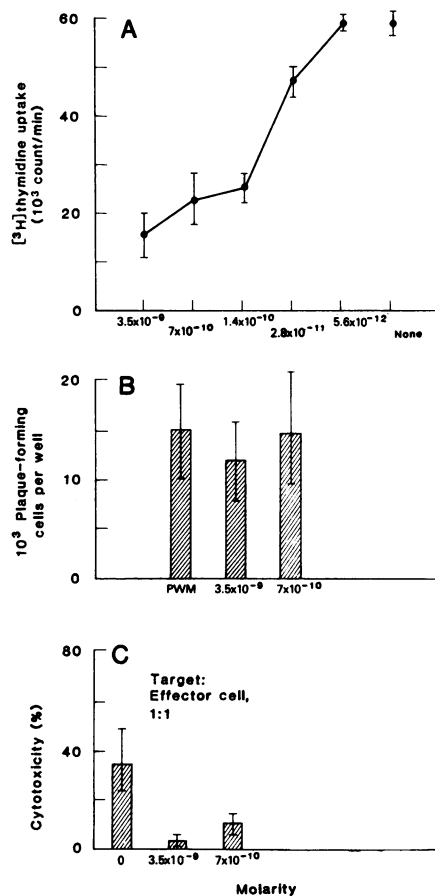 A
[³H]thymidine uptake
(10³ count/min)
60
40
20
0
3.5x10⁻⁹
7x10⁻¹⁰
1.4x10⁻¹⁰
2.8x10⁻¹¹
5.6x10⁻¹²
None
B
10³ Plaque-forming
cells per well
20
10
0
PWM
3.5x10⁻⁹
7x10⁻¹⁰
C
Target:
Effector cell,
1:1
Cytotoxicity (%)
80
40
0
0
3.5x10⁻⁹
7x10⁻¹⁰
Molarity